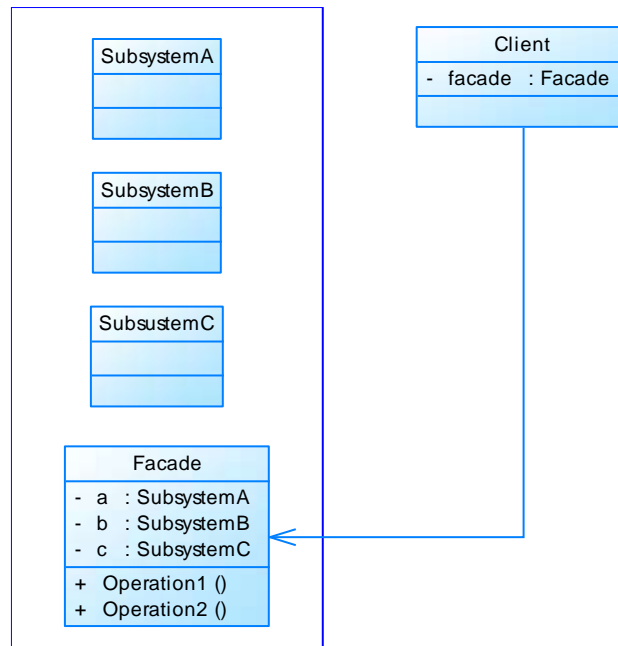 SubsystemA
Client
- facade : Facade
SubsystemB
SubsustemC
Facade
- a : SubsystemA
- b : SubsystemB
- c : SubsystemC
+ Operation1 ()
+ Operation2 ()